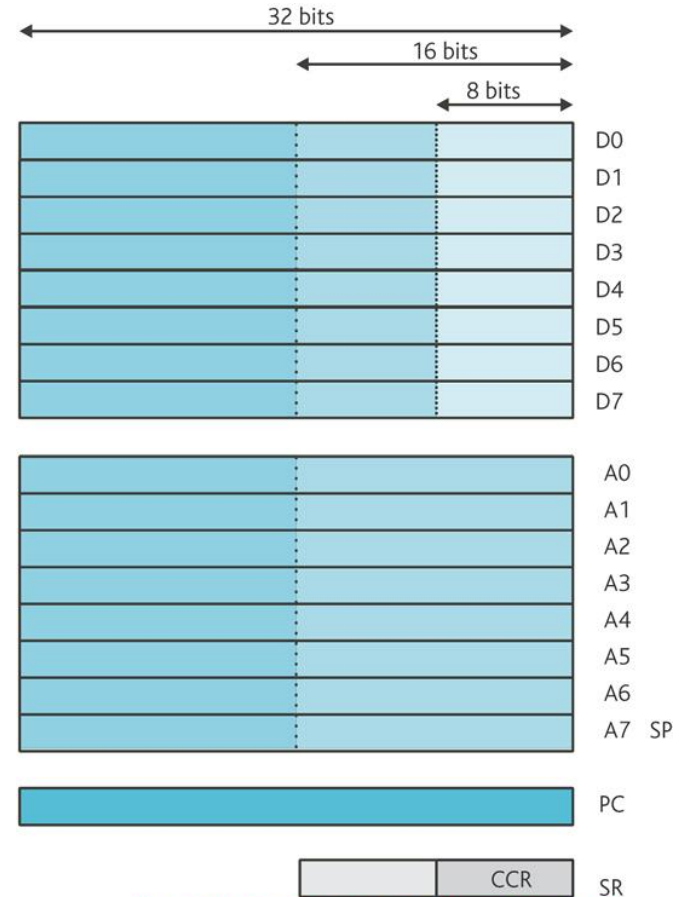 32 bits
16 bits
8 bits
D0
D1
D2
D3
D4
D5
D6
D7
A0
A1
A2
A3
A4
A5
A6
A7 SP
PC
CCR SR